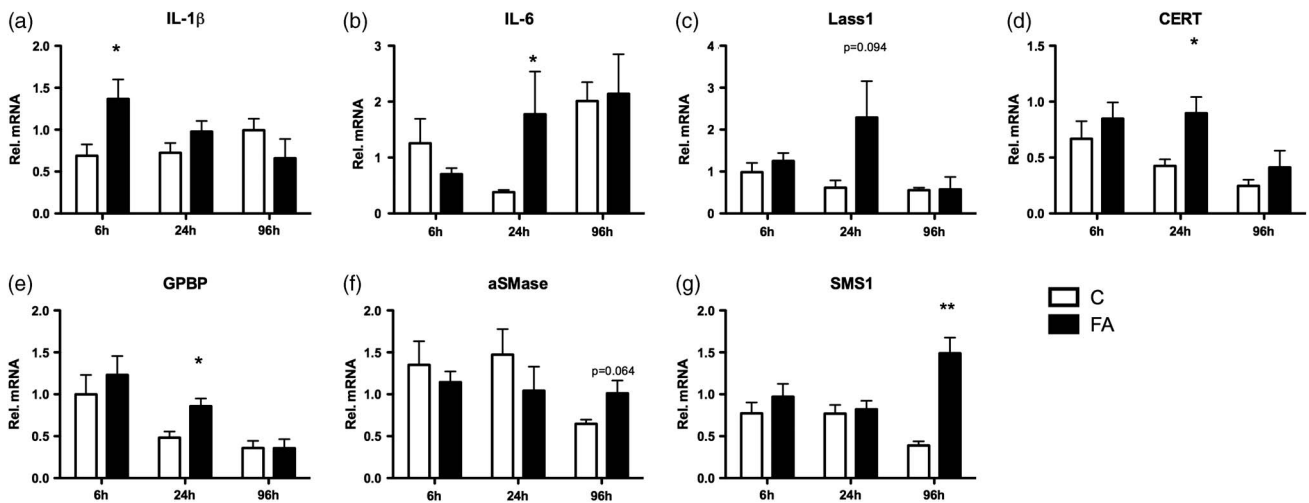 (a)
IL-1β
2.0
*
1.5
1.0
0.5
0.0
Rel. mRNA
6h 24h 96h
(b)
IL-6
3
*
2
1
0
Rel. mRNA
6h 24h 96h
(c)
Lass1
4
p=0.094
3
2
1
0
Rel. mRNA
6h 24h 96h
(d)
CERT
1.5
*
1.0
0.5
0.0
Rel. mRNA
6h 24h 96h
(e)
GPBP
2.0
1.5
*
1.0
0.5
0.0
Rel. mRNA
6h 24h 96h
(f)
aSMase
2.0
1.5
p=0.064
1.0
0.5
0.0
Rel. mRNA
6h 24h 96h
(g)
SMS1
2.0
**
1.5
1.0
0.5
0.0
Rel. mRNA
6h 24h 96h
C
FA